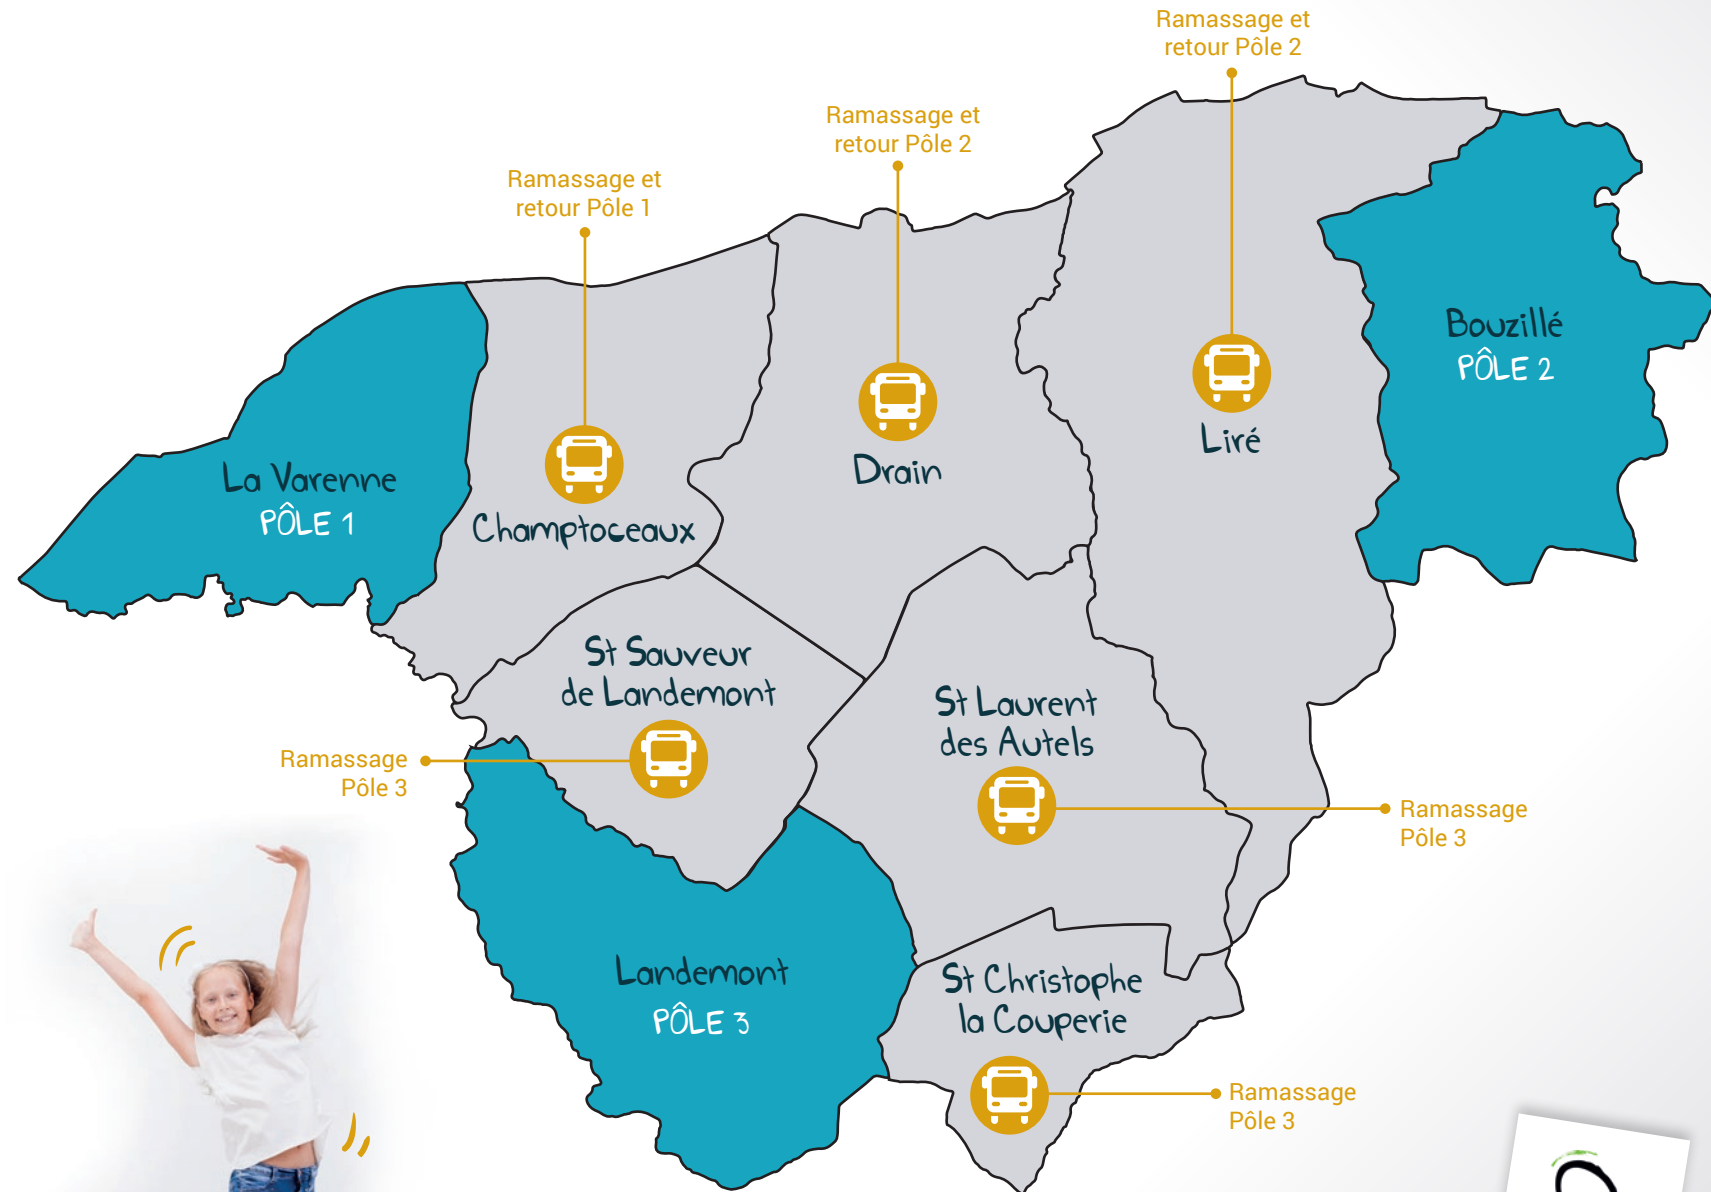 Ramassage et
retour Pôle 2
Ramassage et
retour Pôle 2
Ramassage et
retour Pôle 1
Bouzillé
PÔLE 2
Liré
Drain
La Varenne
PÔLE 1
Champtoceaux
St Sauveur
de Landemont
St Laurent
des Autels
Ramassage
Pôle 3
Ramassage
Pôle 3
Landemont
PÔLE 3
St Christophe
la Couperie
Ramassage
Pôle 3